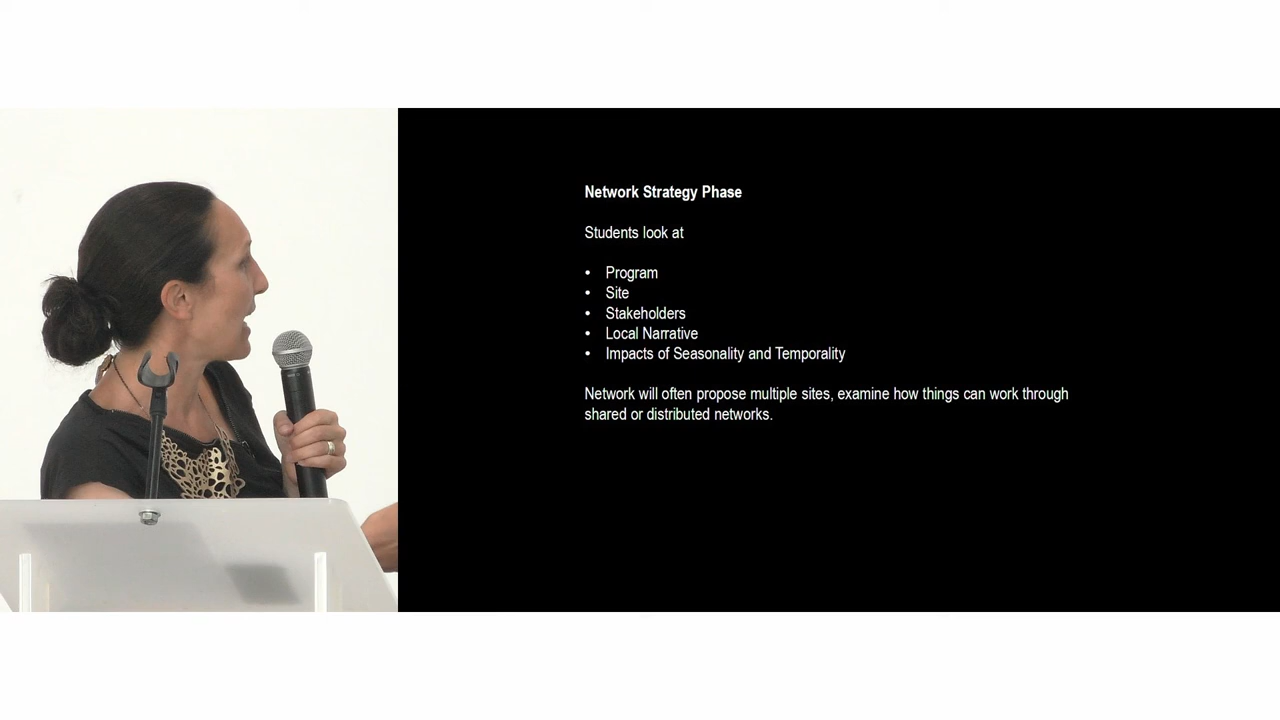 Network Strategy Phase
Students look at
• Program
• Site
• Stakeholders
• Local Narrative
• Impacts of Seasonality and Temporality
Network will often propose multiple sites, examine how things can work through
shared or distributed networks.